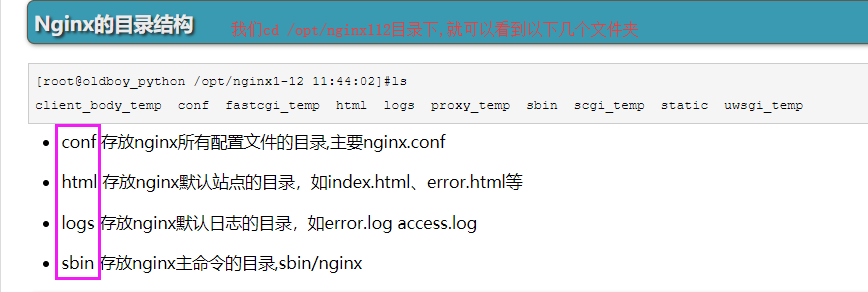 Nginx的目录结构 我们cd /opt/nginx112目录下,就可以看到以下几个文件夹
[root@oldboy_python /opt/nginx1-12 11:44:02]#ls
client_body_temp conf fastcgi_temp html logs proxy_temp sbin scgi_temp static uwsgi_temp
conf 存放nginx所有配置文件的目录,主要nginx.conf
html 存放nginx默认站点的目录，如index.html、error.html等
logs 存放nginx默认日志的目录，如error.log access.log
sbin 存放nginx主命令的目录,sbin/nginx